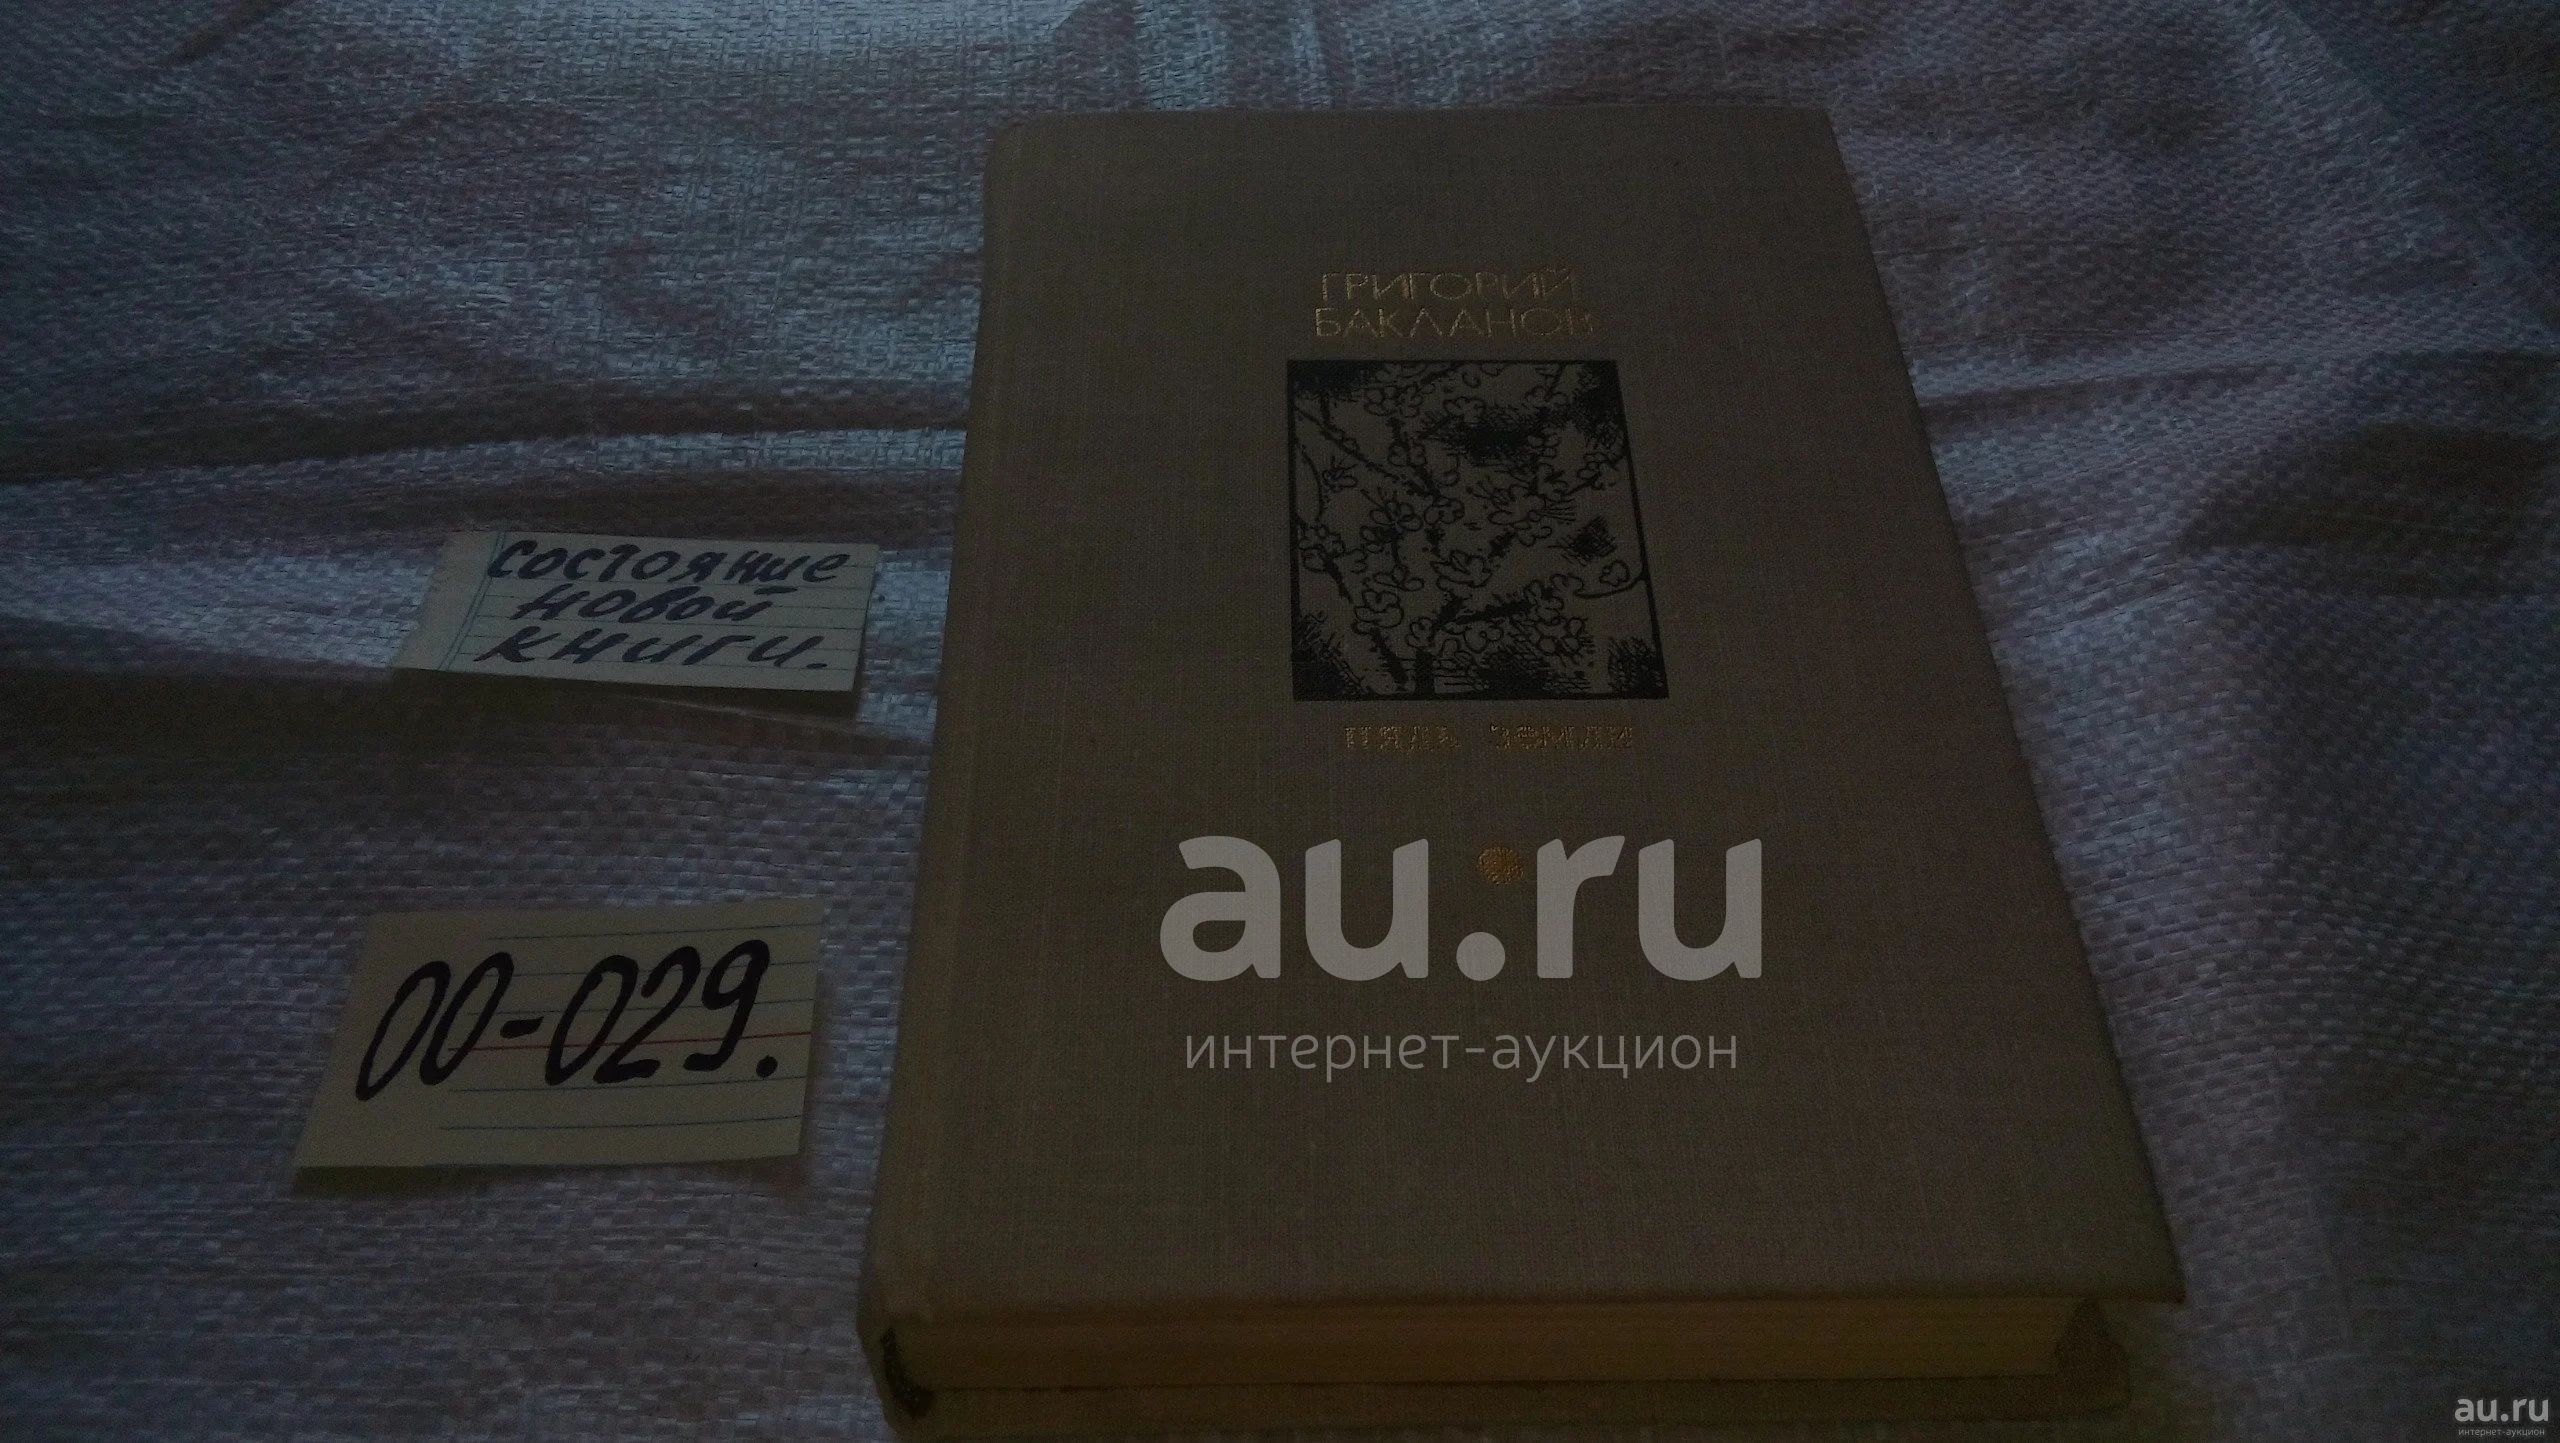 ГРИГОРИЙ
БАКЛАНОВ
ПЯДЬ ЗЕМЛИ
состояние
новой
книги.
00-029.
au.ru
интернет-аукцион
au.ru
интернет-аукцион